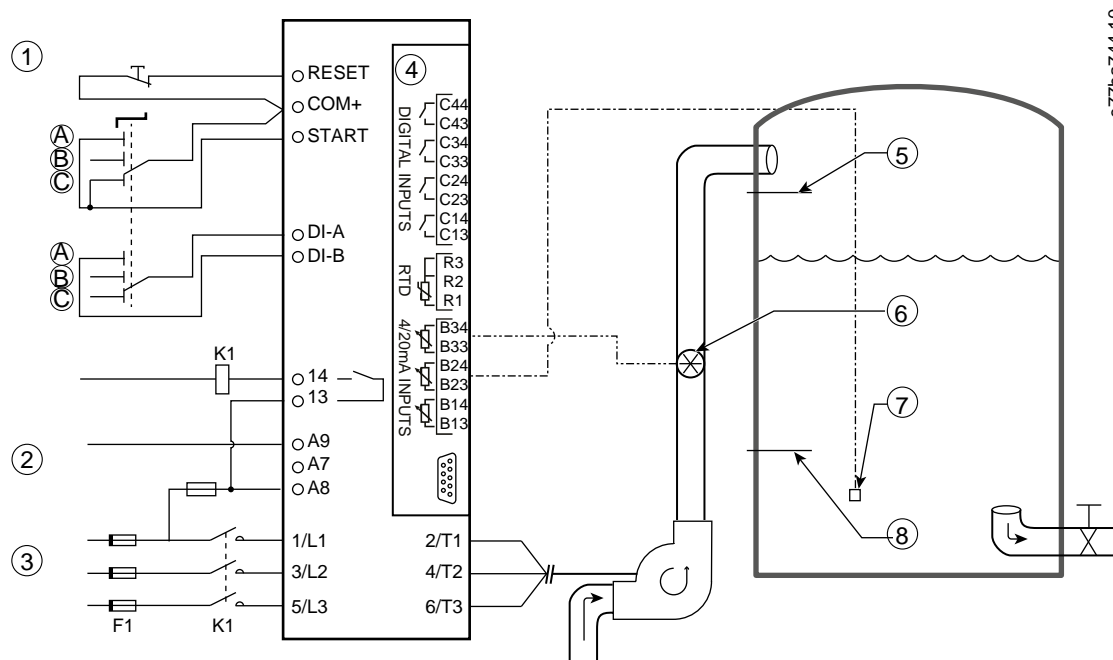 1
RESET
COM+
START
A
B
C
DI-A
DI-B
A
B
C
K1
14
13
2
A9
A7
A8
3
1/L1
3/L2
5/L3
F1
K1
4
DIGITAL INPUTS
C44
C43
C34
C33
C24
C23
C14
C13
RTD
R3
R2
R1
4/20mA INPUTS
B34
B33
B24
B23
B14
B13
2/T1
4/T2
6/T3
5
6
7
8